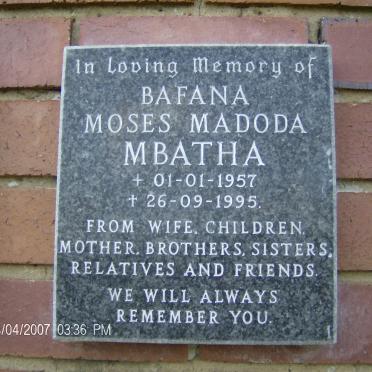 In Loving Memory of
BAFANA
MOSES MADODA
MBATHA
+ 01-01-1957
† 26-09-1995.
FROM WIFE, CHILDREN,
MOTHER, BROTHERS, SISTERS,
RELATIVES AND FRIENDS.
WE WILL ALWAYS
REMEMBER YOU.
/04/2007 03:36 PM